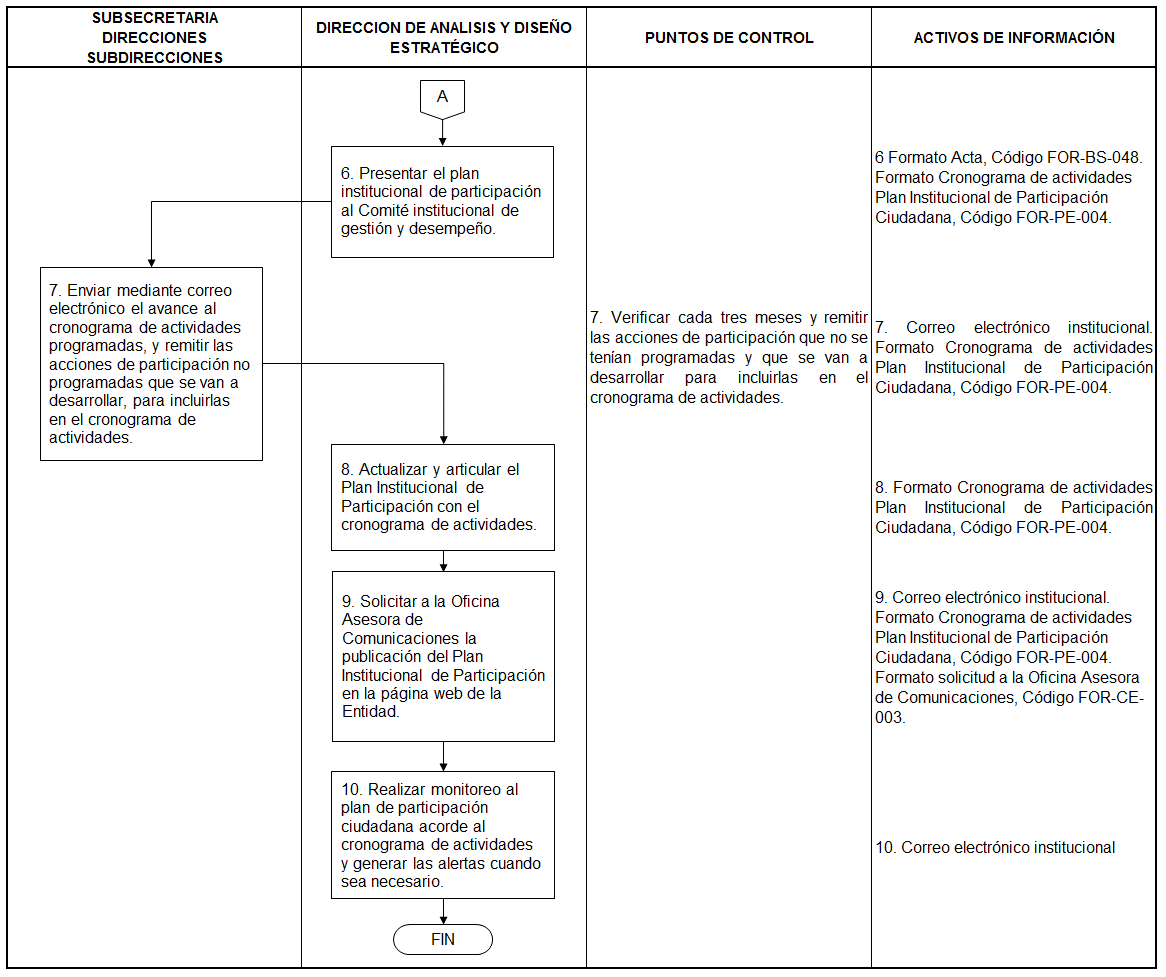 SUBSECRETARIA
DIRECCIONES
SUBDIRECCIONES
DIRECCION DE ANALISIS Y DISEÑO
ESTRATÉGICO
PUNTOS DE CONTROL
ACTIVOS DE INFORMACIÓN
A
6. Presentar el plan
institucional de participación
al Comité institucional de
gestión y desempeño.
6 Formato Acta, Código FOR-BS-048.
Formato Cronograma de actividades
Plan Institucional de Participación
Ciudadana, Código FOR-PE-004.
7. Enviar mediante correo
electrónico el avance al
cronograma de actividades
programadas, y remitir las
acciones de participación no
programadas que se van a
desarrollar, para incluirlas
en el cronograma de
actividades.
7. Verificar cada tres meses y remitir
las acciones de participación que no se
tenían programadas y que se van a
desarrollar para incluirlas en el
cronograma de actividades.
7. Correo electrónico institucional.
Formato Cronograma de actividades
Plan Institucional de Participación
Ciudadana, Código FOR-PE-004.
8. Actualizar y articular el
Plan Institucional de
Participación con el
cronograma de actividades.
8. Formato Cronograma de actividades
Plan Institucional de Participación
Ciudadana, Código FOR-PE-004.
9. Solicitar a la Oficina
Asesora de
Comunicaciones la
publicación del Plan
Institucional de Participación
en la página web de la
Entidad.
9. Correo electrónico institucional.
Formato Cronograma de actividades
Plan Institucional de Participación
Ciudadana, Código FOR-PE-004.
Formato solicitud a la Oficina Asesora
de Comunicaciones, Código FOR-CE-
003.
10. Realizar monitoreo al
plan de participación
ciudadana acorde al
cronograma de actividades
y generar las alertas cuando
sea necesario.
10. Correo electrónico institucional
FIN